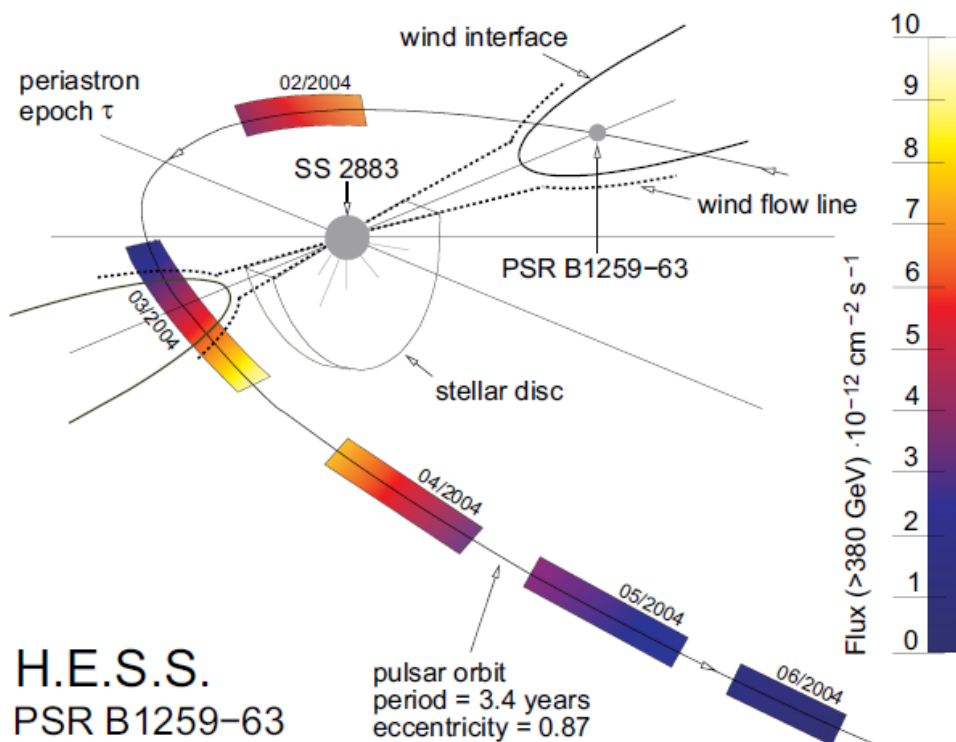 wind interface
periastron
epoch τ
02/2004
SS 2883
wind flow line
PSR B1259−63
03/2004
stellar disc
04/2004
05/2004
06/2004
pulsar orbit
period = 3.4 years
eccentricity = 0.87
H.E.S.S.
PSR B1259−63
10
9
8
7
6
5
4
3
2
1
0
Flux (>380 GeV) ·10⁻¹² cm⁻² s⁻¹